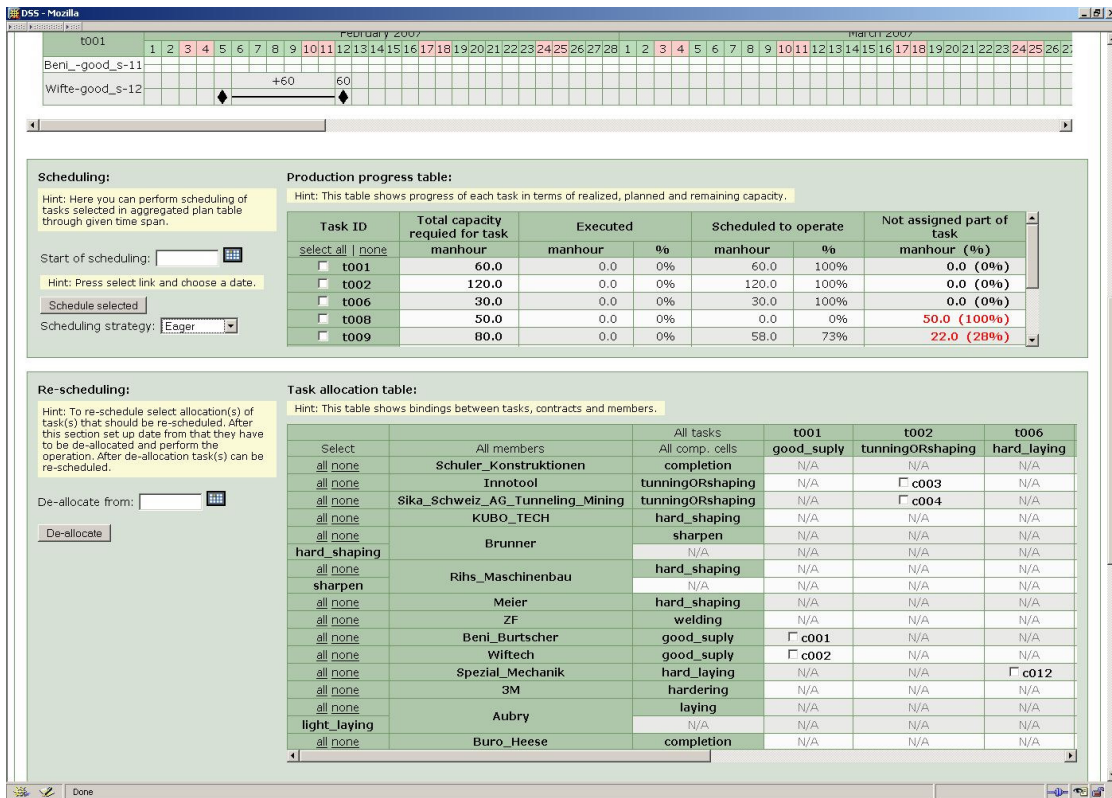 DSS - Mozilla
t001 February 2007 March 2007
1 2 3 4 5 6 7 8 9 10 11 12 13 14 15 16 17 18 19 20 21 22 23 24 25 26 27 28 1 2 3 4 5 6 7 8 9 10 11 12 13 14 15 16 17 18 19 20 21 22 23 24 25 26 27
Beni_-good_s-11
Wifte-good_s-12 +60 60
Scheduling:
Hint: Here you can perform scheduling of
tasks selected in aggregated plan table
through given time span.
Start of scheduling:
Hint: Press select link and choose a date.
Schedule selected
Scheduling strategy: Eager
Production progress table:
Hint: This table shows progress of each task in terms of realized, planned and remaining capacity.
Task ID Total capacity requied for task Executed Scheduled to operate Not assigned part of task
select all | none manhour manhour % manhour % manhour (%)
t001 60.0 0.0 0% 60.0 100% 0.0 (0%)
t002 120.0 0.0 0% 120.0 100% 0.0 (0%)
t006 30.0 0.0 0% 30.0 100% 0.0 (0%)
t008 50.0 0.0 0% 0.0 0% 50.0 (100%)
t009 80.0 0.0 0% 58.0 73% 22.0 (28%)
Re-scheduling:
Hint: To re-schedule select allocation(s) of
task(s) that should be re-scheduled. After
this section set up date from that they have
to be de-allocated and perform the
operation. After de-allocation task(s) can be
re-scheduled.
De-allocate from:
De-allocate
Task allocation table:
Hint: This table shows bindings between tasks, contracts and members.
All tasks t001 t002 t006
Select All members All comp. cells good_suply tunningORshaping hard_laying
all none Schuler_Konstruktionen completion N/A N/A N/A
all none Innotool tunningORshaping N/A c003 N/A
all none Sika_Schweiz_AG_Tunneling_Mining tunningORshaping N/A c004 N/A
all none KUBO_TECH hard_shaping N/A N/A N/A
all none Brunner sharpen N/A N/A N/A
hard_shaping N/A N/A N/A N/A
all none Rihs_Maschinenbau hard_shaping N/A N/A N/A
sharpen N/A N/A N/A N/A
all none Meier hard_shaping N/A N/A N/A
all none ZF welding N/A N/A N/A
all none Beni_Burtscher good_suply c001 N/A N/A
all none Wiftech good_suply c002 N/A N/A
all none Spezial_Mechanik hard_laying N/A N/A c012
all none 3M hardering N/A N/A N/A
all none Aubry laying N/A N/A N/A
light_laying N/A N/A N/A N/A
all none Buro_Heese completion N/A N/A N/A
Done